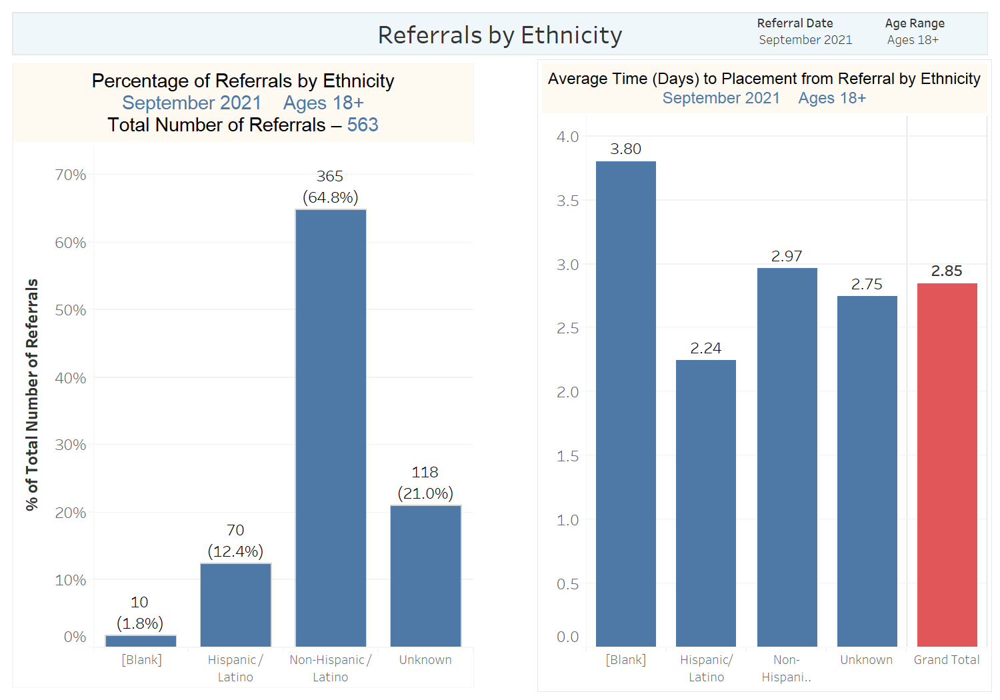 Referrals by Ethnicity
Referral Date
September 2021
Age Range
Ages 18+
Percentage of Referrals by Ethnicity
September 2021 Ages 18+
Total Number of Referrals – 563
% of Total Number of Referrals
70%
60%
50%
40%
30%
20%
10%
0%
10
(1.8%)
70
(12.4%)
365
(64.8%)
118
(21.0%)
[Blank]
Hispanic/
Latino
Non-Hispanic/
Latino
Unknown
Average Time (Days) to Placement from Referral by Ethnicity
September 2021 Ages 18+
4.0
3.5
3.0
2.5
2.0
1.5
1.0
0.5
0.0
3.80
2.24
2.97
2.75
2.85
[Blank]
Hispanic/
Latino
Non-
Hispani..
Unknown
Grand Total